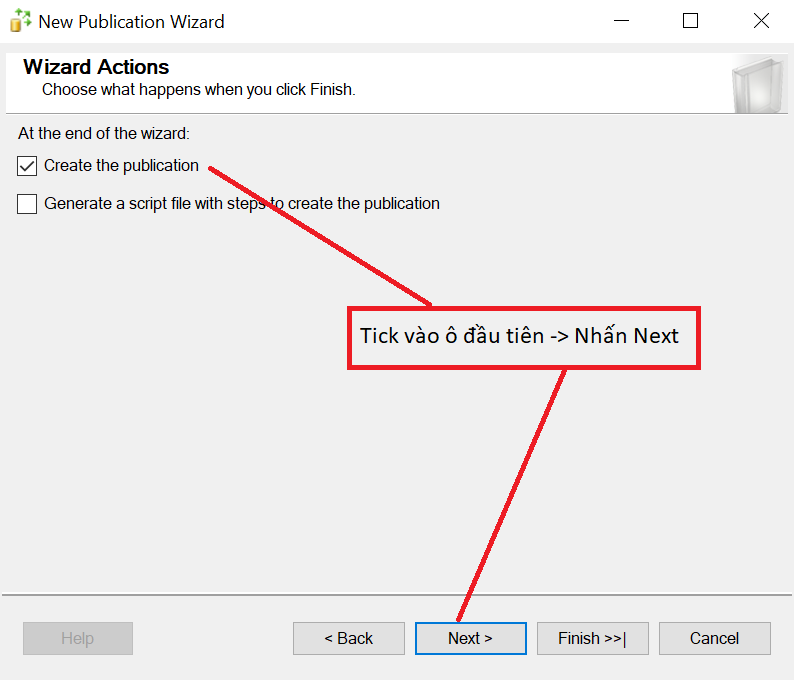 New Publication Wizard
Wizard Actions
Choose what happens when you click Finish.
At the end of the wizard:
Create the publication
Generate a script file with steps to create the publication
Tick vào ô đầu tiên -> Nhấn Next
Help
< Back
Next >
Finish >>|
Cancel